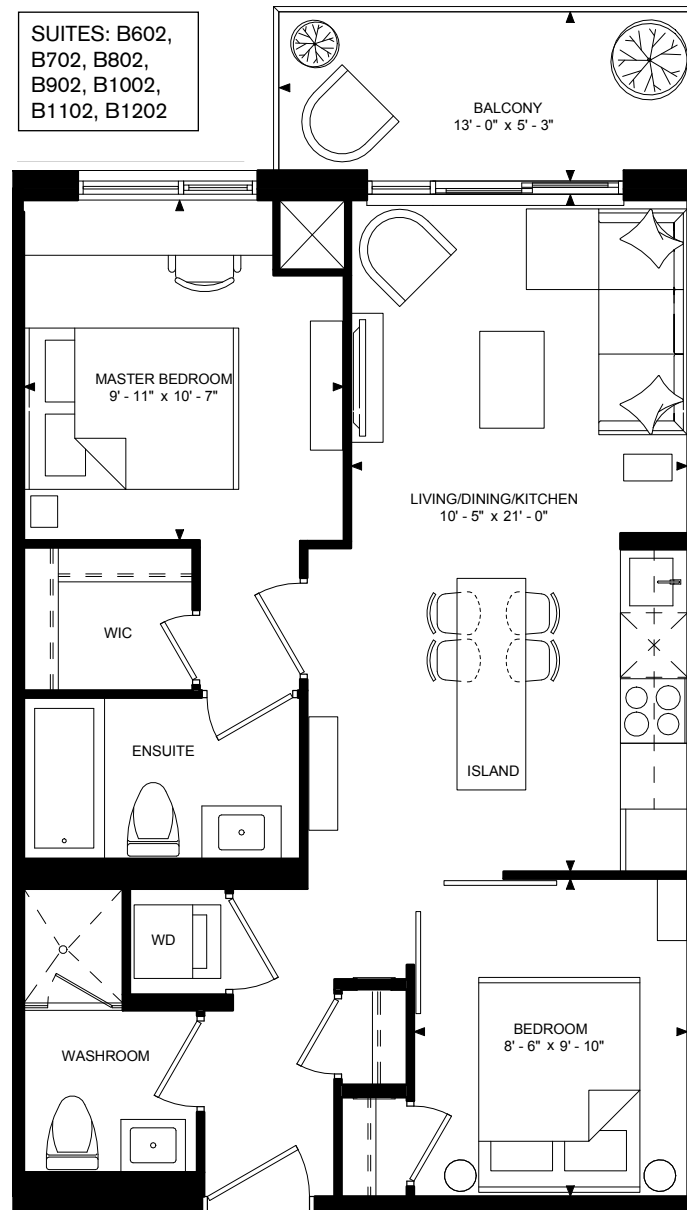 SUITES: B602,
B702, B802,
B902, B1002,
B1102, B1202
BALCONY
13' - 0" x 5' - 3"
MASTER BEDROOM
9' - 11" x 10' - 7"
LIVING/DINING/KITCHEN
10' - 5" x 21' - 0"
WIC
ENSUITE
ISLAND
WD
WASHROOM
BEDROOM
8' - 6" x 9' - 10"